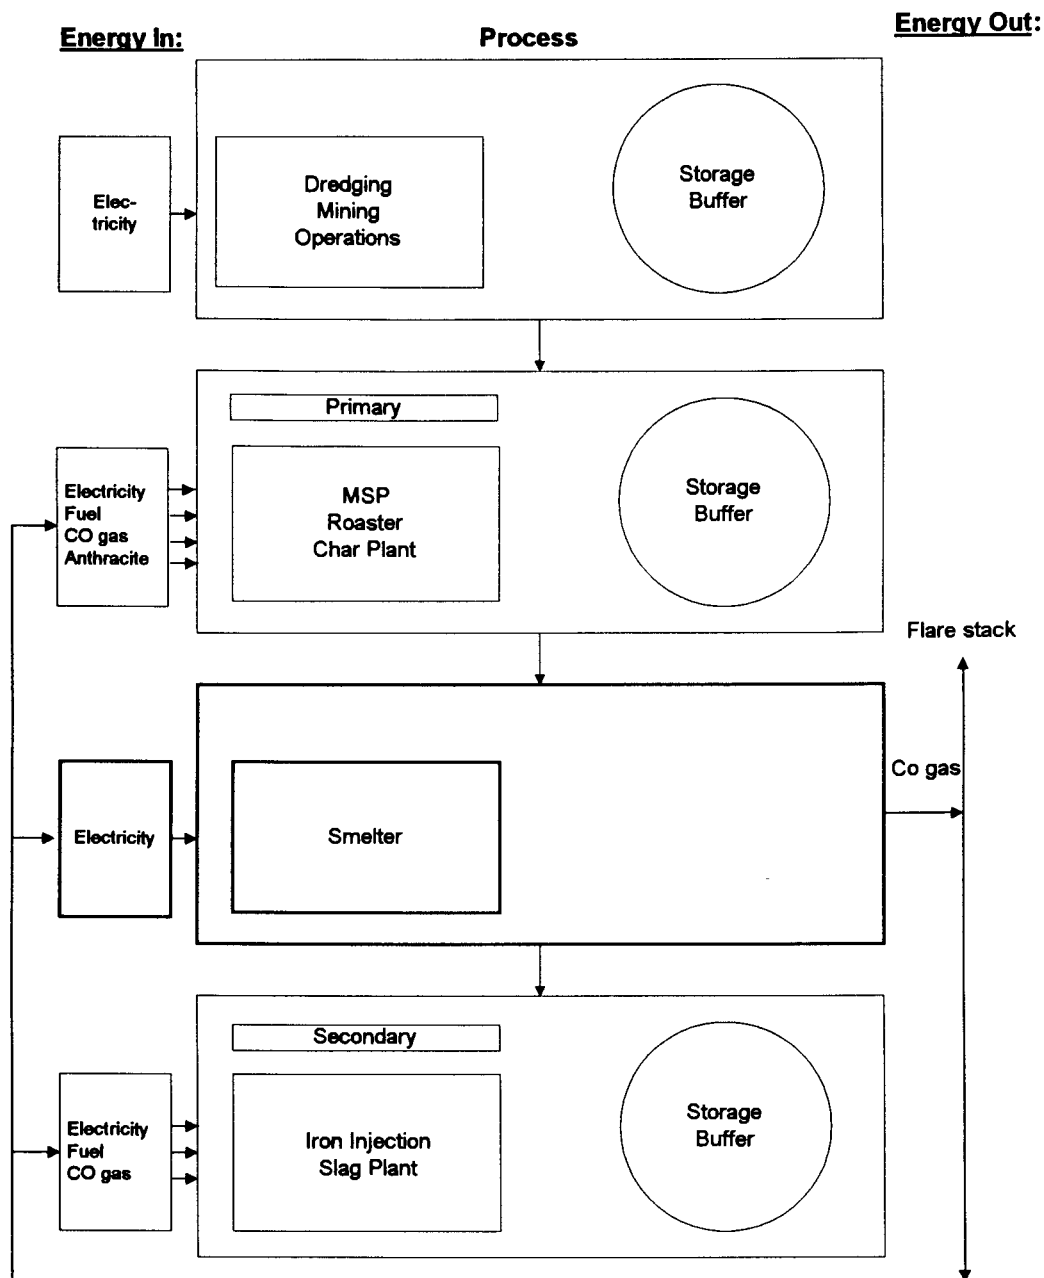 Energy In:
Process
Energy Out:
Elec-
tricity
Dredging
Mining
Operations
Storage
Buffer
Primary
Electricity
Fuel
CO gas
Anthracite
MSP
Roaster
Char Plant
Storage
Buffer
Flare stack
Co gas
Electricity
Smelter
Secondary
Electricity
Fuel
CO gas
Iron Injection
Slag Plant
Storage
Buffer